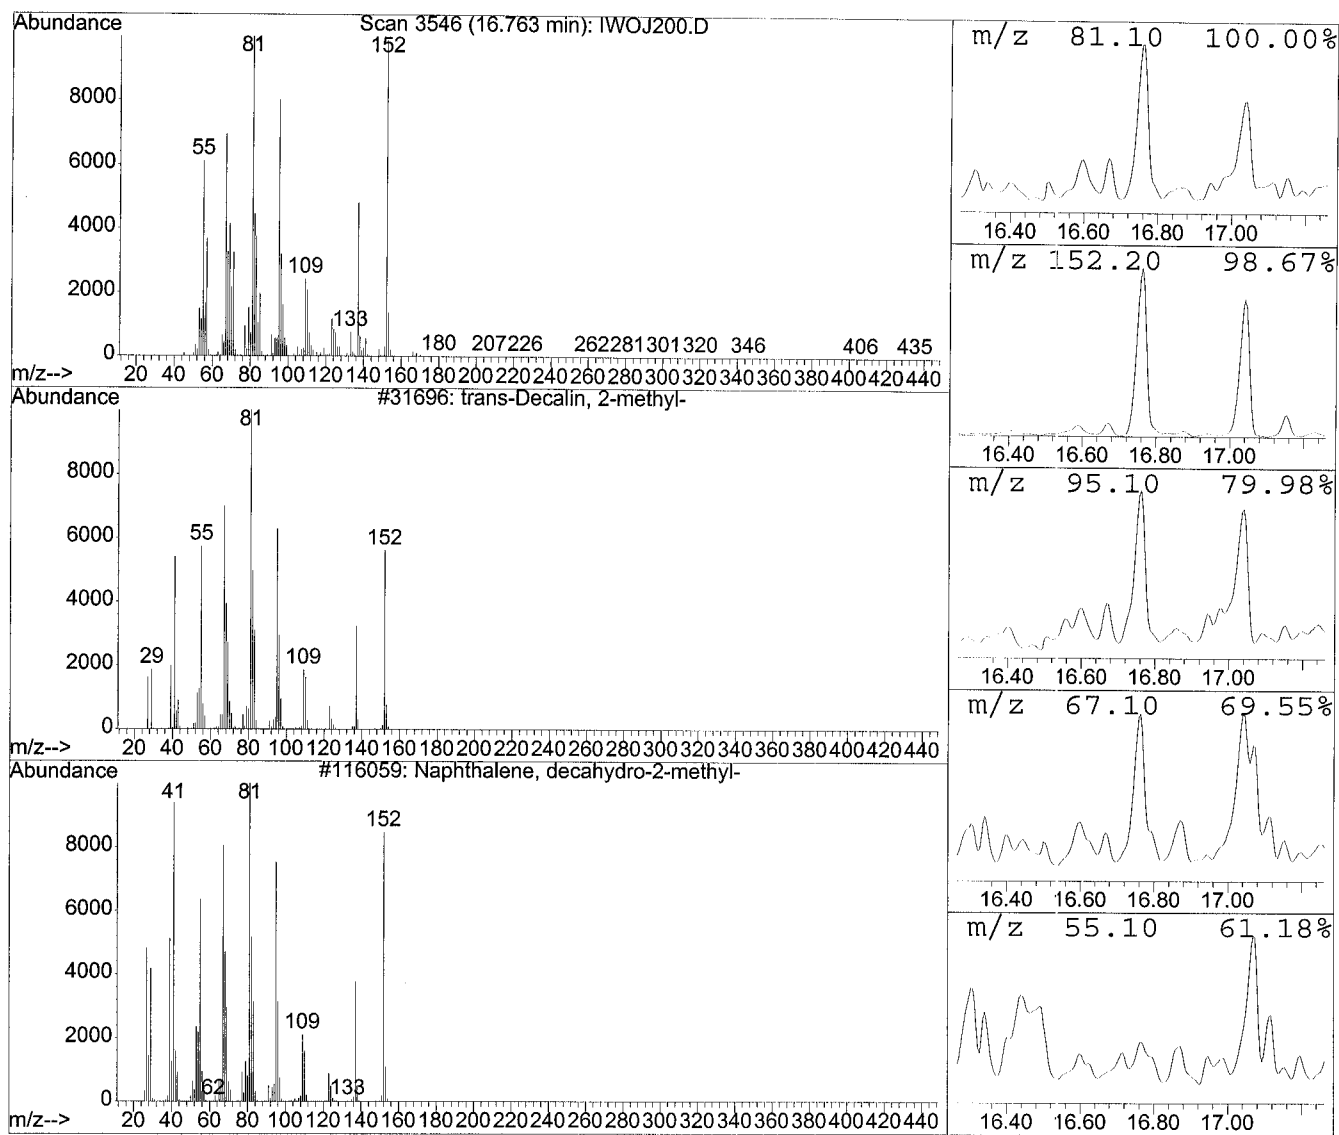 Abundance
Scan 3546 (16.763 min): IWOJ200.D
81
152
8000
55
6000
4000
109
2000
133
180 207 226 262 281 301 320 346 406 435
0
m/z-->
20 40 60 80 100 120 140 160 180 200 220 240 260 280 300 320 340 360 380 400 420 440
Abundance
#31696: trans-Decalin, 2-methyl-
81
8000
55
152
6000
4000
29
109
2000
0
m/z-->
20 40 60 80 100 120 140 160 180 200 220 240 260 280 300 320 340 360 380 400 420 440
Abundance
#116059: Naphthalene, decahydro-2-methyl-
41
81
152
8000
6000
4000
109
2000
62
133
0
m/z-->
20 40 60 80 100 120 140 160 180 200 220 240 260 280 300 320 340 360 380 400 420 440
m/z 81.10 100.00%
16.40 16.60 16.80 17.00
m/z 152.20 98.67%
16.40 16.60 16.80 17.00
m/z 95.10 79.98%
16.40 16.60 16.80 17.00
m/z 67.10 69.55%
16.40 16.60 16.80 17.00
m/z 55.10 61.18%
16.40 16.60 16.80 17.00